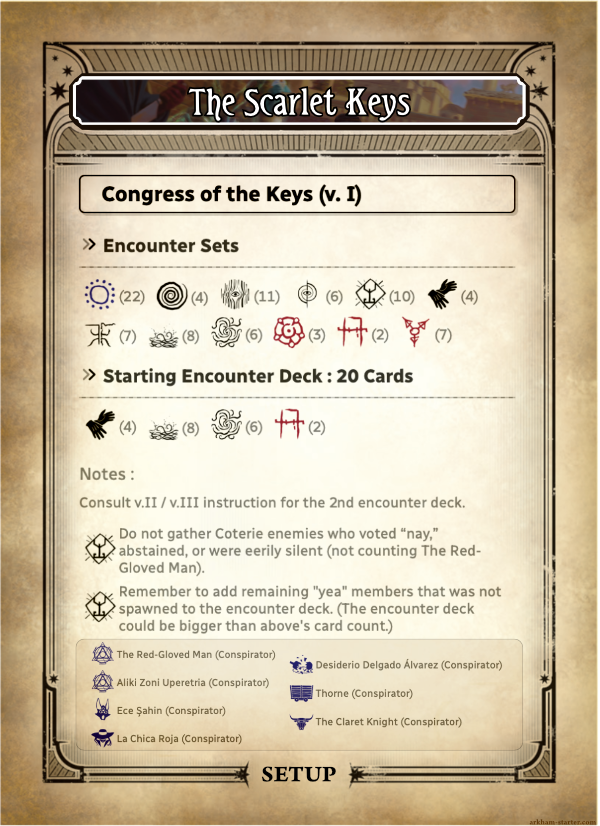 The Scarlet Keys
Congress of the Keys (v. I)
Encounter Sets
(22) (4) (11) (6) (10) (4)
(7) (8) (6) (3) (2) (7)
Starting Encounter Deck : 20 Cards
(4) (8) (6) (2)
Notes :
Consult v.II / v.III instruction for the 2nd encounter deck.
Do not gather Coterie enemies who voted “nay,”
abstained, or were eerily silent (not counting The Red-
Gloved Man).
Remember to add remaining "yea" members that was not
spawned to the encounter deck. (The encounter deck
could be bigger than above's card count.)
The Red-Gloved Man (Conspirator)
Aliki Zoni Uperetria (Conspirator)
Ece Şahin (Conspirator)
La Chica Roja (Conspirator)
Desiderio Delgado Álvarez (Conspirator)
Thorne (Conspirator)
The Claret Knight (Conspirator)
SETUP
arkham-starter.com